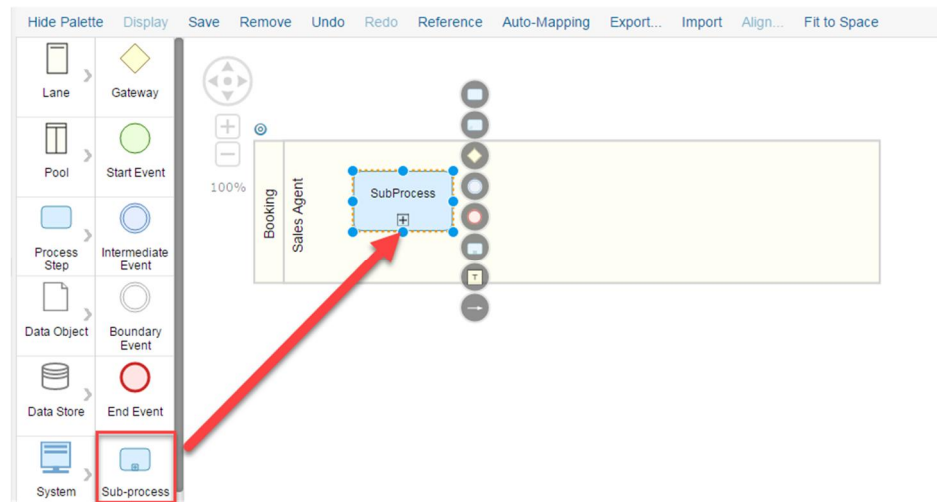 Hide Palette Display Save Remove Undo Redo Reference Auto-Mapping Export... Import Align... Fit to Space
Lane
Gateway
Pool
Start Event
Process
Step
Intermediate
Event
Data Object
Boundary
Event
Data Store
End Event
System
Sub-process
100%
Booking
Sales Agent
SubProcess
T